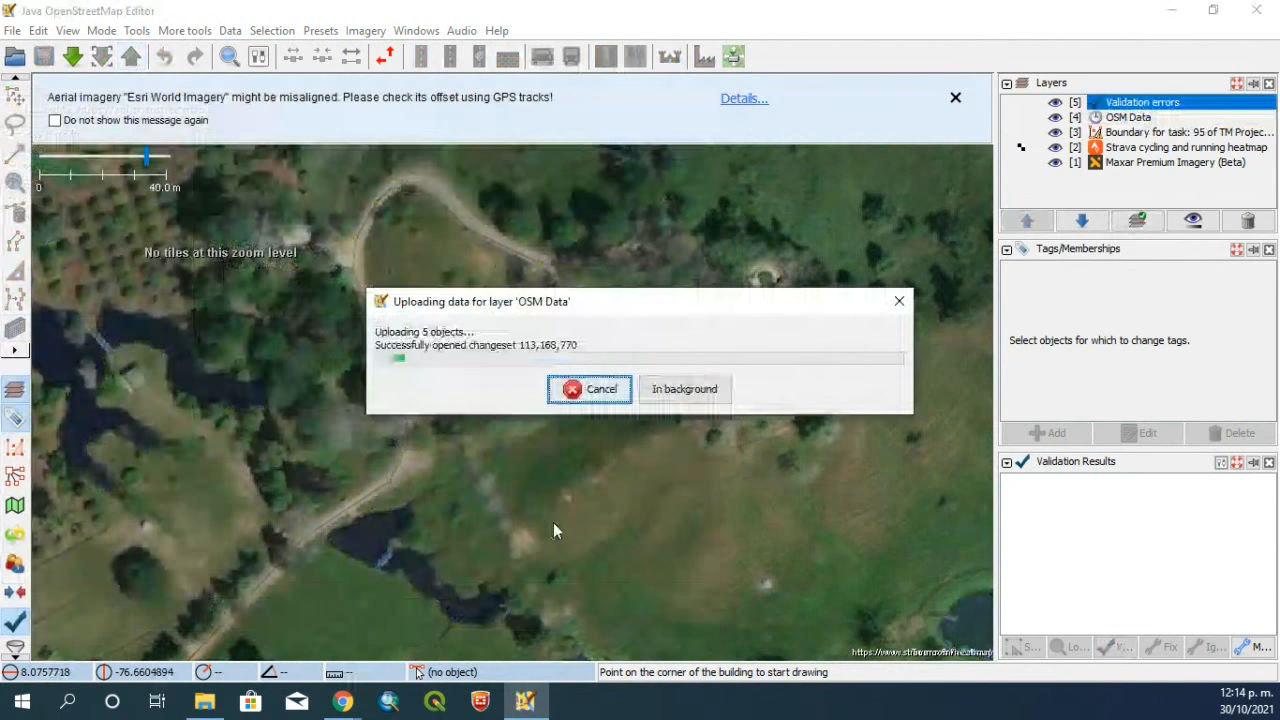 Java OpenStreetMap Editor
File Edit View Mode Tools More tools Data Selection Presets Imagery Windows Audio Help
Aerial imagery "Esri World Imagery" might be misaligned. Please check its offset using GPS tracks!
Details...
Do not show this message again
0
40.0 m
No tiles at this zoom level
Uploading data for layer 'OSM Data'
Uploading 5 objects...
Successfully opened changeset 113,168,770
Cancel
In background
Layers
[5] Validation errors
[4] OSM Data
[3] Boundary for task: 95 of TM Projec...
[2] Strava cycling and running heatmap
[1] Maxar Premium Imagery (Beta)
Tags/Memberships
Select objects for which to change tags.
Add
Edit
Delete
Validation Results
S...
Lo...
V...
Fix
Ig...
M...
8.0757718
-76.6604894
--
--
--
(no object)
Point on the corner of the building to start drawing
12:14 p. m.
30/10/2021